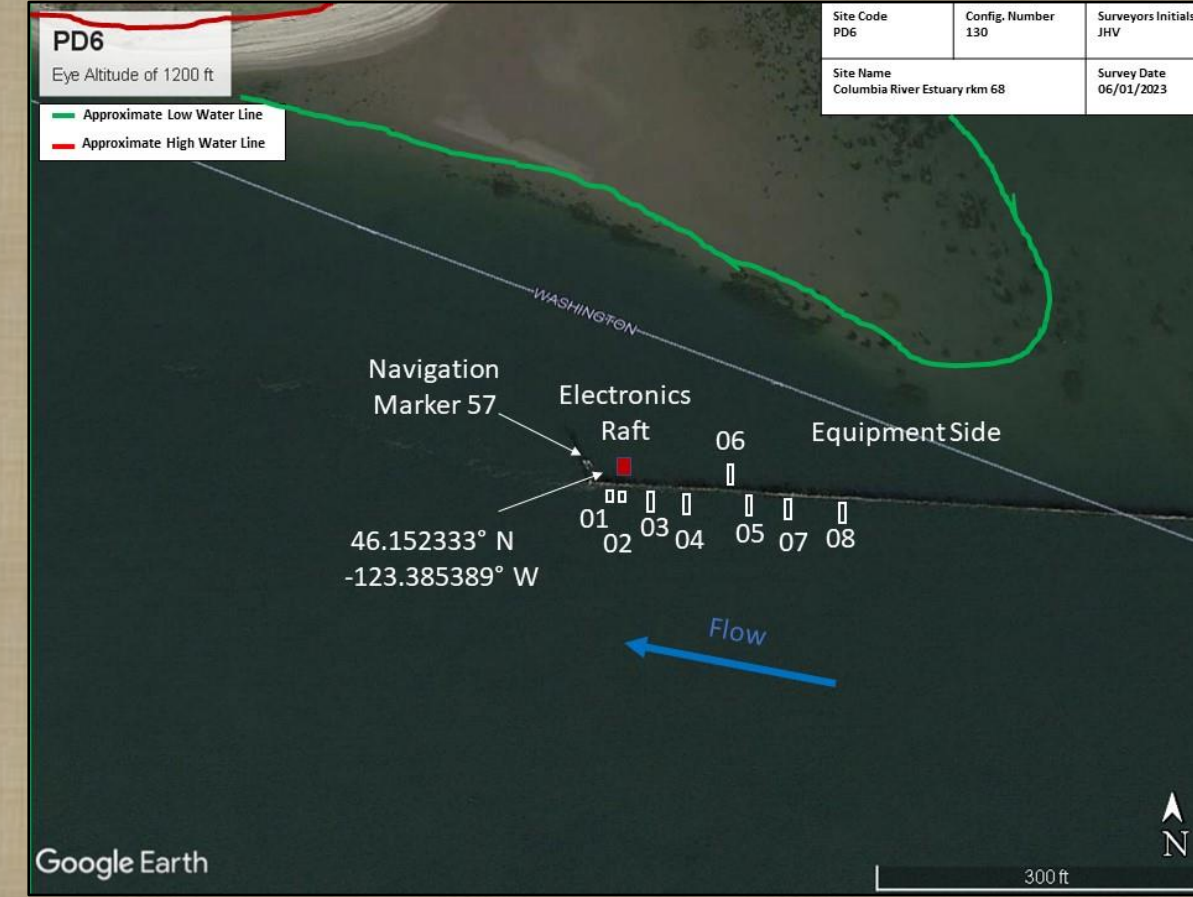 PD6
Eye Altitude of 1200 ft
Approximate Low Water Line
Approximate High Water Line
Site Code
PD6
Config. Number
130
Surveyors Initials
JHV
Site Name
Columbia River Estuary rkm 68
Survey Date
06/01/2023
WASHINGTON
Navigation
Marker 57
Electronics
Raft
06
Equipment Side
01
02
03
04
05
07
08
46.152333° N
-123.385389° W
Flow
N
Google Earth
300 ft